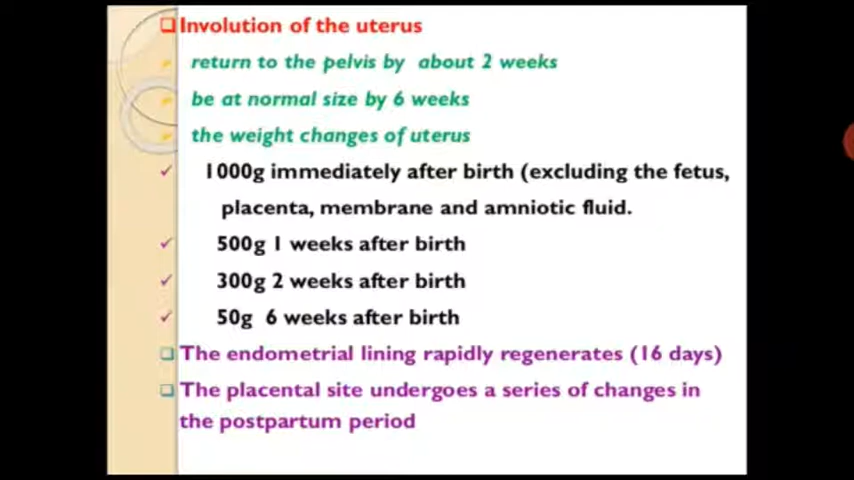 Involution of the uterus
return to the pelvis by about 2 weeks
be at normal size by 6 weeks
the weight changes of uterus
1000g immediately after birth (excluding the fetus,
placenta, membrane and amniotic fluid.
500g 1 weeks after birth
300g 2 weeks after birth
50g 6 weeks after birth
The endometrial lining rapidly regenerates (16 days)
The placental site undergoes a series of changes in
the postpartum period